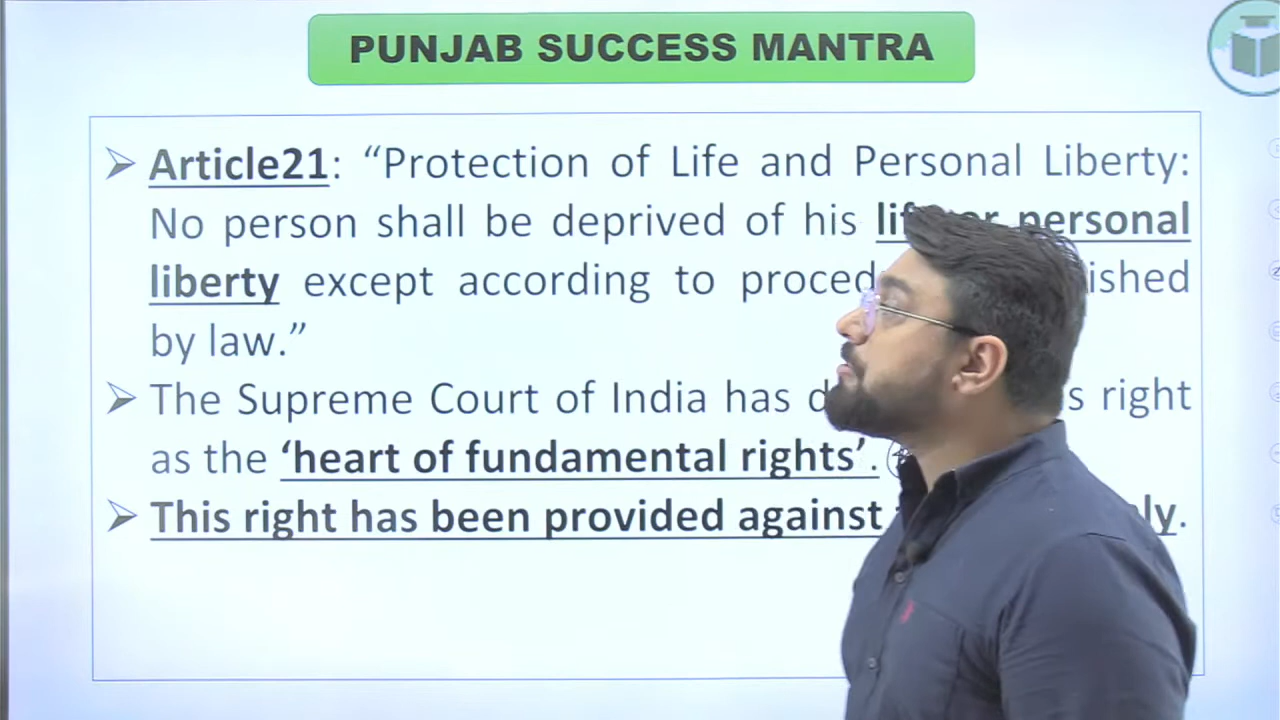 PUNJAB SUCCESS MANTRA
Article21: “Protection of Life and Personal Liberty:
No person shall be deprived of his personal
liberty except according to
by law.”
The Supreme Court of India has right
as the ‘heart of fundamental rights’.
This right has been provided against